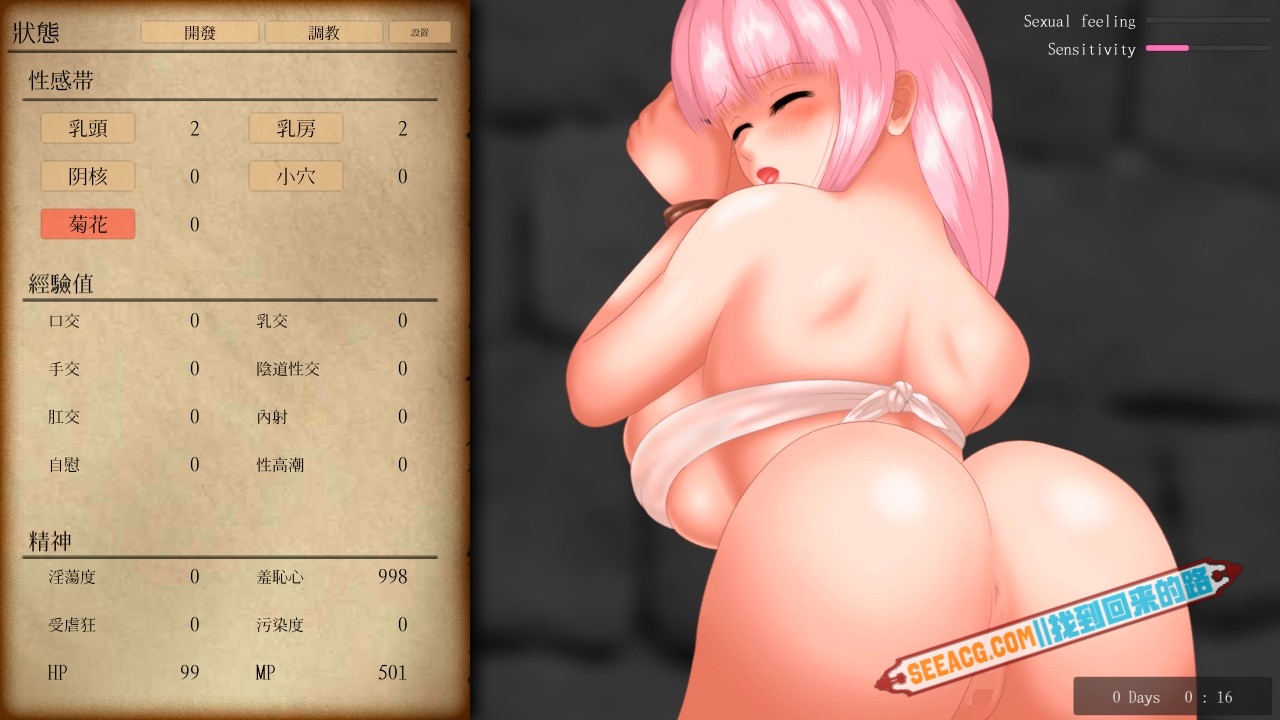 狀態 開發 調教 設置
性感帯
乳頭 2 乳房 2
阴核 0 小穴 0
菊花 0
經驗值
口交 0 乳交 0
手交 0 陰道性交 0
肛交 0 內射 0
自慰 0 性高潮 0
精神
淫蕩度 0 羞恥心 998
受虐狂 0 污染度 0
HP 99 MP 501
Sexual feeling
Sensitivity
SEEACG.COM||找到回来的路
0 Days 0 : 16